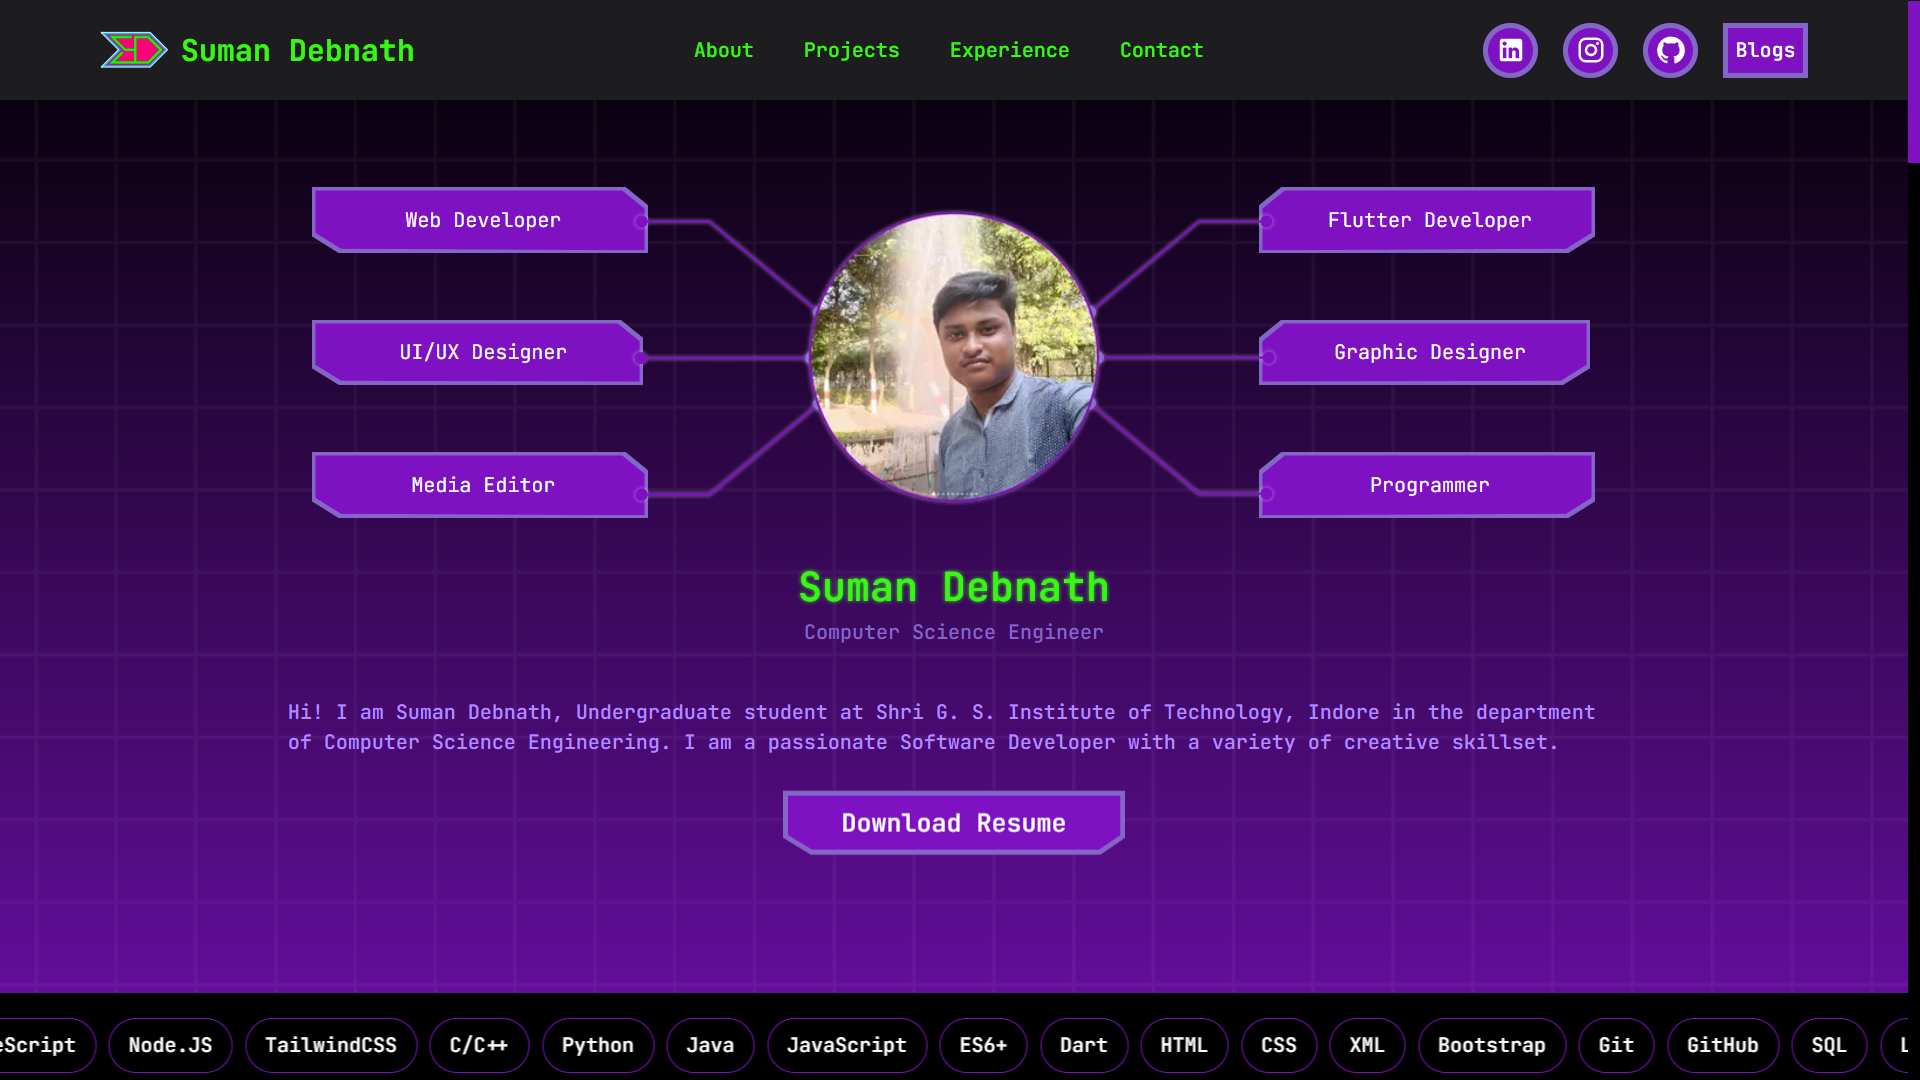 Suman Debnath
About Projects Experience Contact
Blogs
Web Developer
Flutter Developer
UI/UX Designer
Graphic Designer
Media Editor
Programmer
Suman Debnath
Computer Science Engineer
Hi! I am Suman Debnath, Undergraduate student at Shri G. S. Institute of Technology, Indore in the department
of Computer Science Engineering. I am a passionate Software Developer with a variety of creative skillset.
Download Resume
eScript Node.JS TailwindCSS C/C++ Python Java JavaScript ES6+ Dart HTML CSS XML Bootstrap Git GitHub SQL